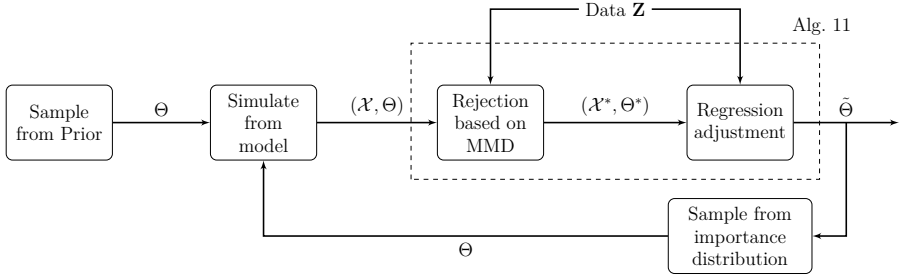 Data Z
Alg. 11
Sample
from Prior
Θ
Simulate
from
model
(𝒳, Θ)
Rejection
based on
MMD
(𝒳*, Θ*)
Regression
adjustment
Θ̃
Sample from
importance
distribution
Θ